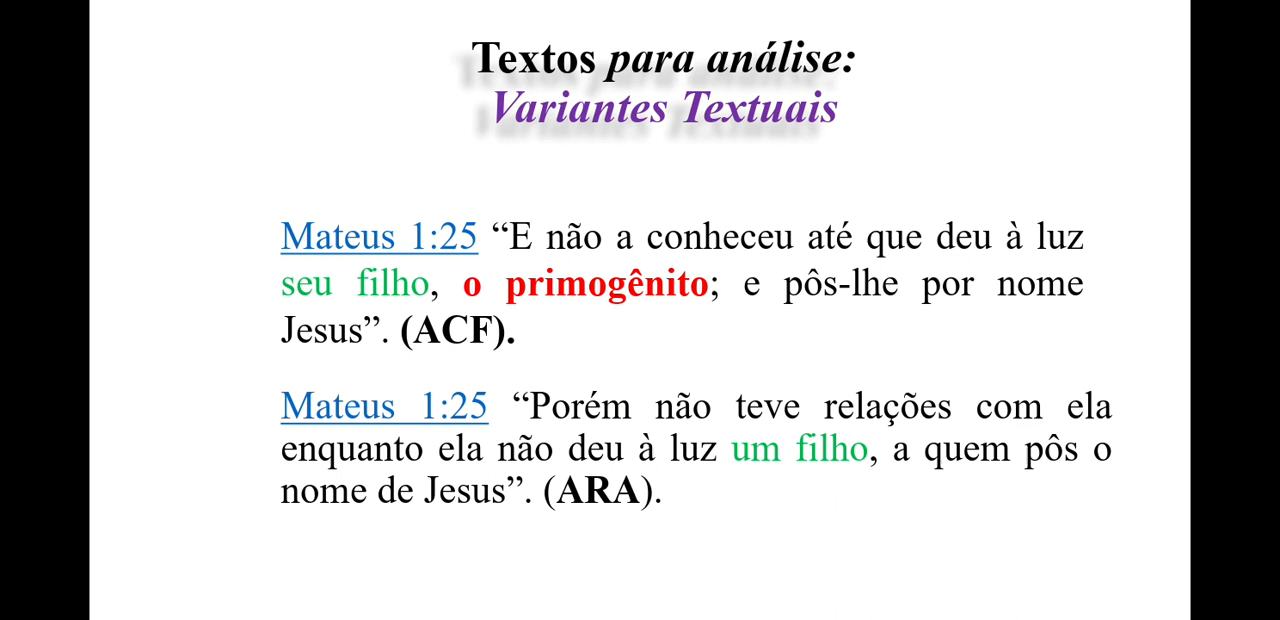 Textos para análise:
Variantes Textuais
Mateus 1:25 “E não a conheceu até que deu à luz
seu filho, o primogênito; e pôs-lhe por nome
Jesus”. (ACF).
Mateus 1:25 “Porém não teve relações com ela
enquanto ela não deu à luz um filho, a quem pôs o
nome de Jesus”. (ARA).